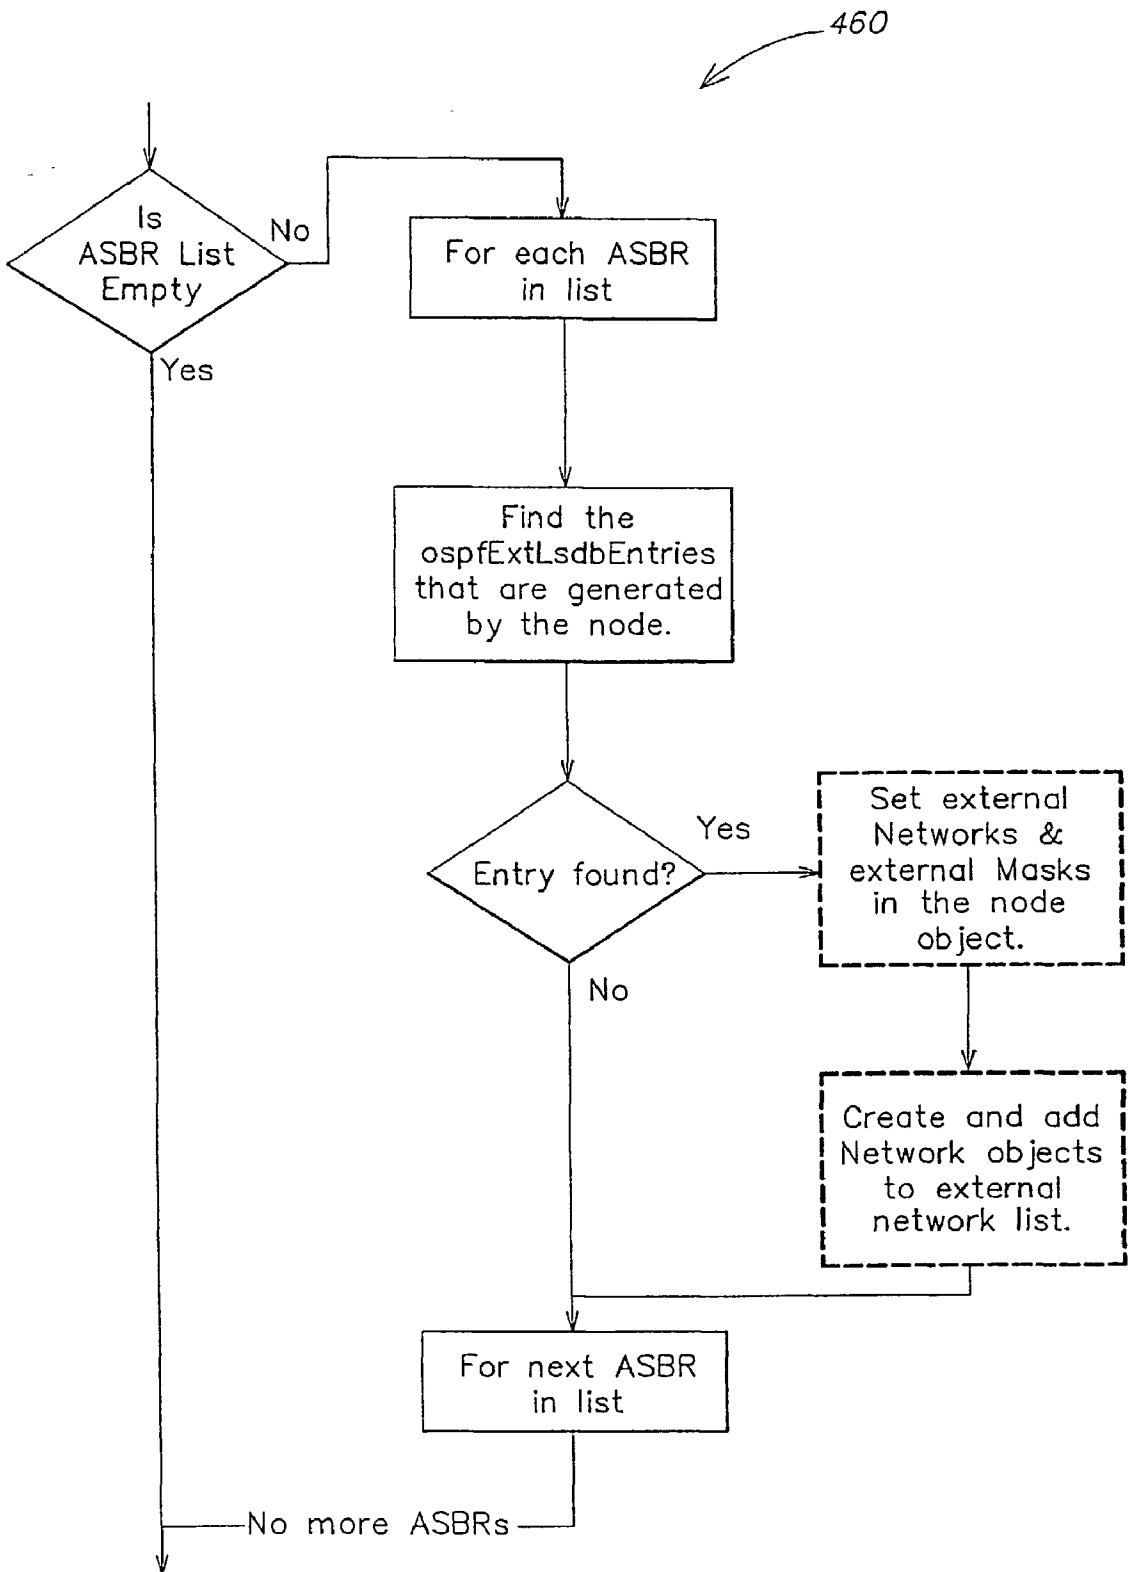 460
Is
ASBR List
Empty
No
Yes
For each ASBR
in list
Find the
ospfExtLsdbEntries
that are generated
by the node.
Entry found?
Yes
No
Set external
Networks &
external Masks
in the node
object.
Create and add
Network objects
to external
network list.
For next ASBR
in list
No more ASBRs